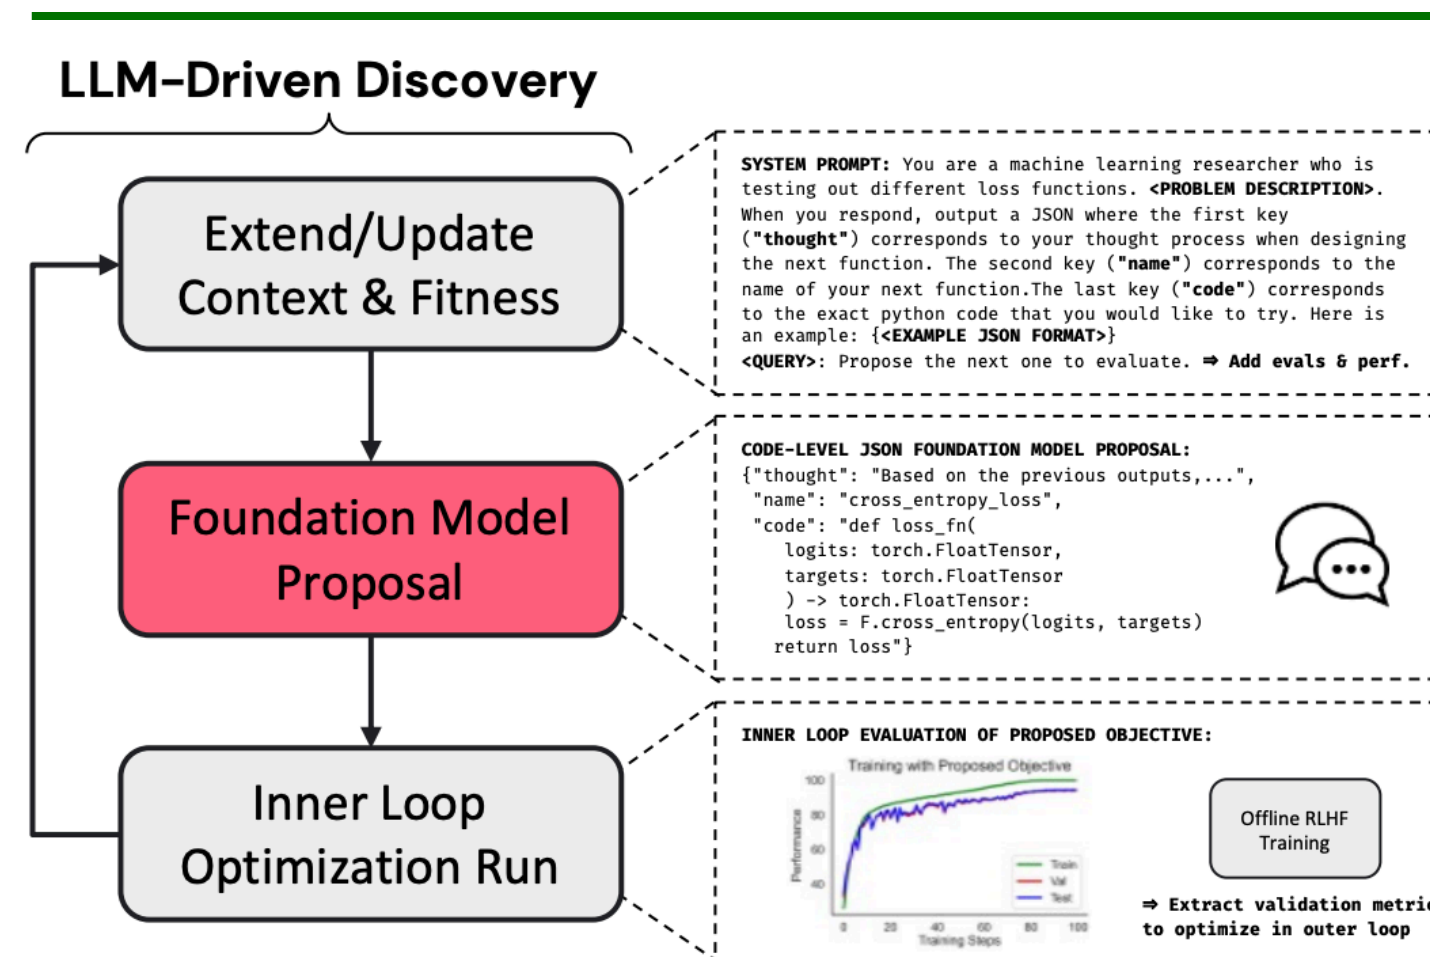 LLM-Driven Discovery
Extend/Update
Context & Fitness
SYSTEM PROMPT: You are a machine learning researcher who is
testing out different loss functions. <PROBLEM DESCRIPTION>.
When you respond, output a JSON where the first key
("thought") corresponds to your thought process when designing
the next function. The second key ("name") corresponds to the
name of your next function.The last key ("code") corresponds
to the exact python code that you would like to try. Here is
an example: {<EXAMPLE JSON FORMAT>}
<QUERY>: Propose the next one to evaluate. ⇒ Add evals & perf.
Foundation Model
Proposal
CODE-LEVEL JSON FOUNDATION MODEL PROPOSAL:
{"thought": "Based on the previous outputs,...",
"name": "cross_entropy_loss",
"code": "def loss_fn(
logits: torch.FloatTensor,
targets: torch.FloatTensor
) -> torch.FloatTensor:
loss = F.cross_entropy(logits, targets)
return loss"}
Inner Loop
Optimization Run
INNER LOOP EVALUATION OF PROPOSED OBJECTIVE:
Training with Proposed Objective
100
80
60
40
Performance
Train
Val
Test
0 20 40 60 80 100
Training Steps
Offline RLHF
Training
⇒ Extract validation metric
to optimize in outer loop